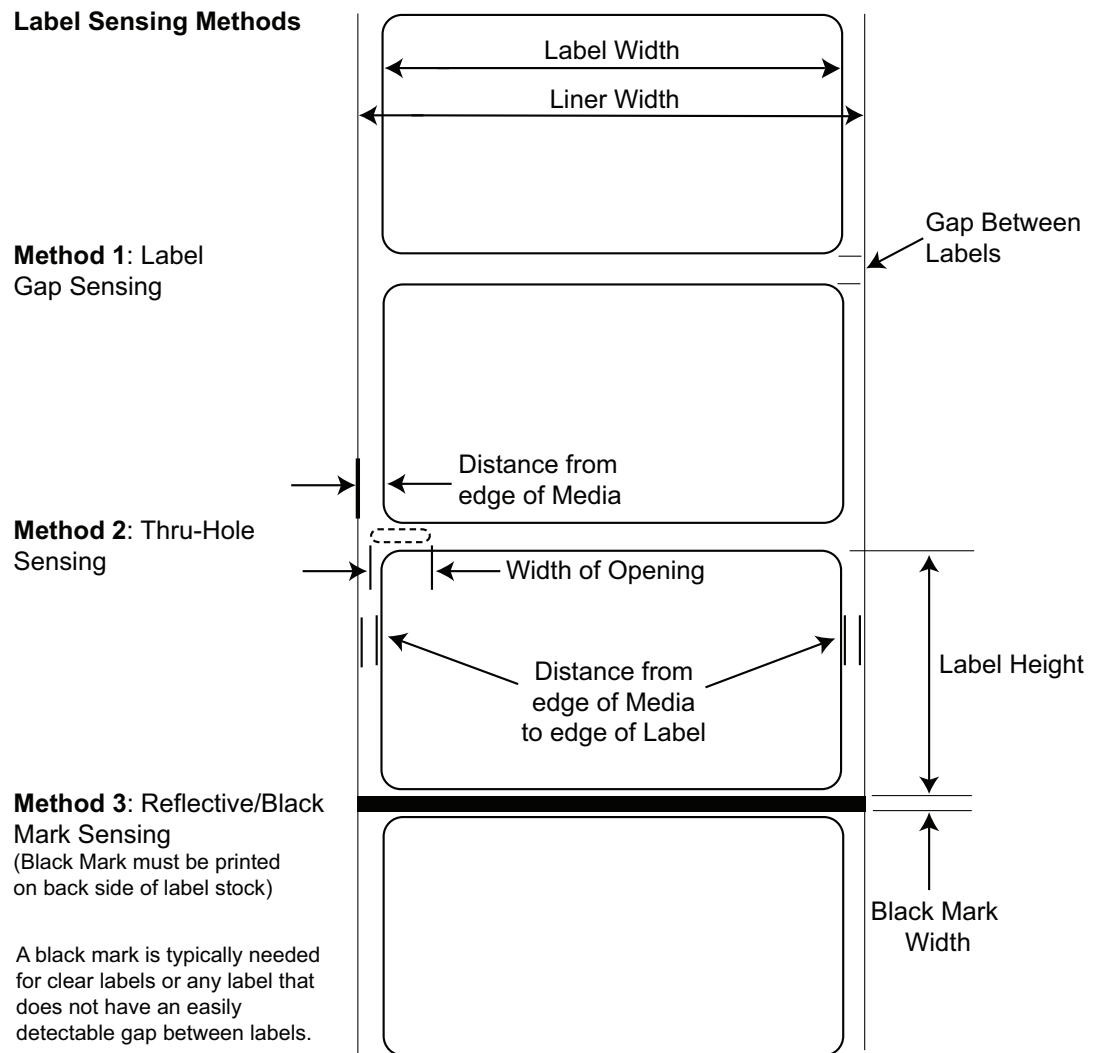 Label Sensing Methods
Label Width
Liner Width
Gap Between
Labels
Method 1: Label
Gap Sensing
Distance from
edge of Media
Method 2: Thru-Hole
Sensing
Width of Opening
Distance from
edge of Media
to edge of Label
Label Height
Method 3: Reflective/Black
Mark Sensing
(Black Mark must be printed
on back side of label stock)
Black Mark
Width
A black mark is typically needed
for clear labels or any label that
does not have an easily
detectable gap between labels.